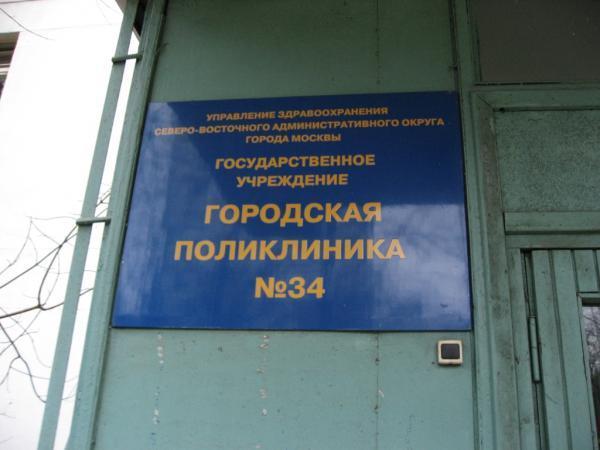 УПРАВЛЕНИЕ ЗДРАВООХРАНЕНИЯ
СЕВЕРО-ВОСТОЧНОГО АДМИНИСТРАТИВНОГО ОКРУГА
ГОРОДА МОСКВЫ
ГОСУДАРСТВЕННОЕ
УЧРЕЖДЕНИЕ
ГОРОДСКАЯ
ПОЛИКЛИНИКА
№34